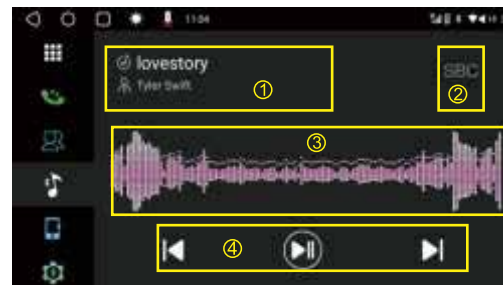 11:04
lovestory
Tyler Swift
①
SBC
②
③
④